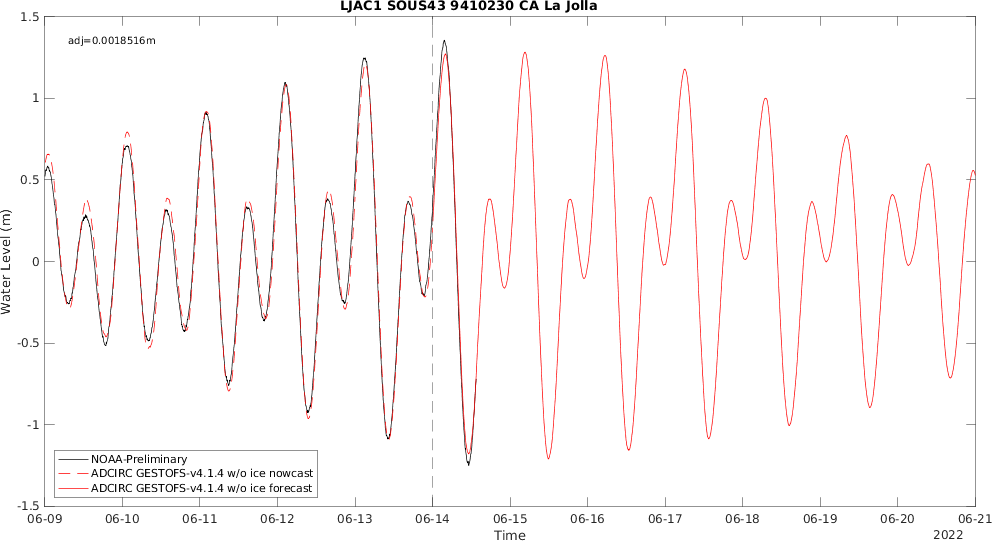 LJAC1 SOUS43 9410230 CA La Jolla
adj=0.0018516m
1.5
1
0.5
0
-0.5
-1
-1.5
Water Level (m)
NOAA-Preliminary
ADCIRC GESTOFS-v4.1.4 w/o ice nowcast
ADCIRC GESTOFS-v4.1.4 w/o ice forecast
06-09 06-10 06-11 06-12 06-13 06-14 06-15 06-16 06-17 06-18 06-19 06-20 06-21
Time
2022